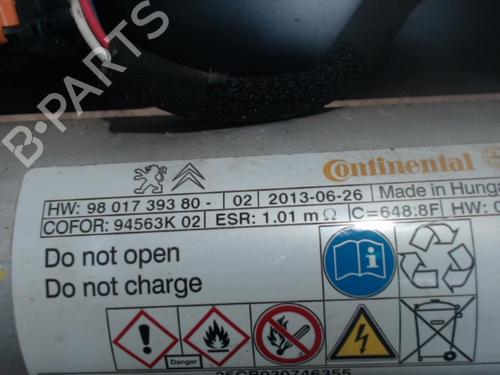 B-PARTS
Continental
HW: 98 017 393 80 - 02 2013-06-26 Made in Hunga
COFOR: 94563K 02 ESR: 1.01 mΩ C=648.8F HW: 0
Do not open
Do not charge
Danger